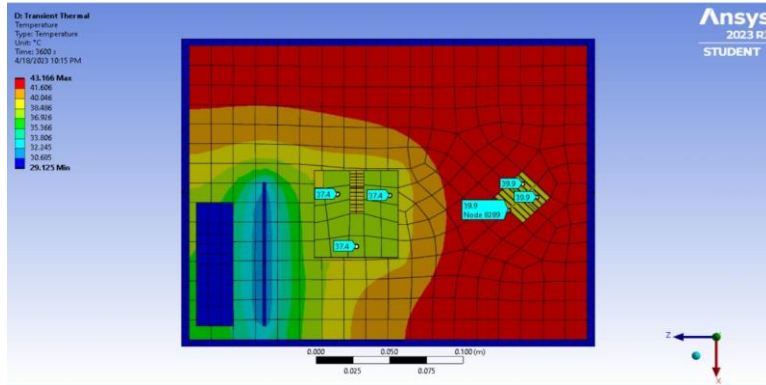 D: Transient Thermal
Temperature
Type: Temperature
Unit: °C
Time: 3600 s
4/18/2023 10:15 PM
43.166 Max
41.606
40.046
38.486
36.926
35.366
33.806
32.245
30.685
29.125 Min
Ansys
2023
STUDENT
37.4
37.4
37.4
39.9
39.9
39.9
Node 8289
0.000
0.050
0.100 (m)
0.025
0.075
Z
X